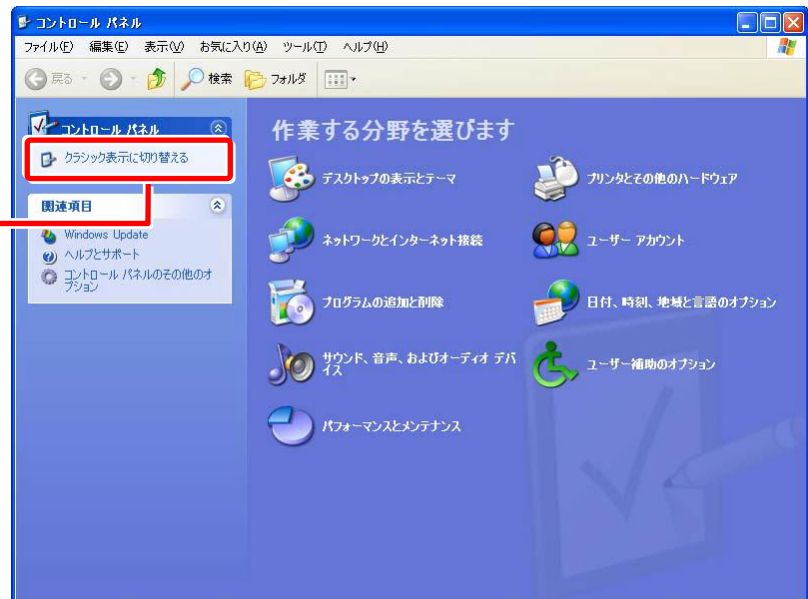 コントロール パネル
ファイル(F) 編集(E) 表示(V) お気に入り(A) ツール(T) ヘルプ(H)
戻る 検索 フォルダ
コントロール パネル
クラシック表示に切り替える
関連項目
Windows Update
ヘルプとサポート
コントロール パネルのその他のオ
プション
作業する分野を選びます
デスクトップの表示とテーマ
プリンタとその他のハードウェア
ネットワークとインターネット接続
ユーザー アカウント
プログラムの追加と削除
日付、時刻、地域と言語のオプション
サウンド、音声、およびオーディオ デバ
イス
ユーザー補助のオプション
パフォーマンスとメンテナンス